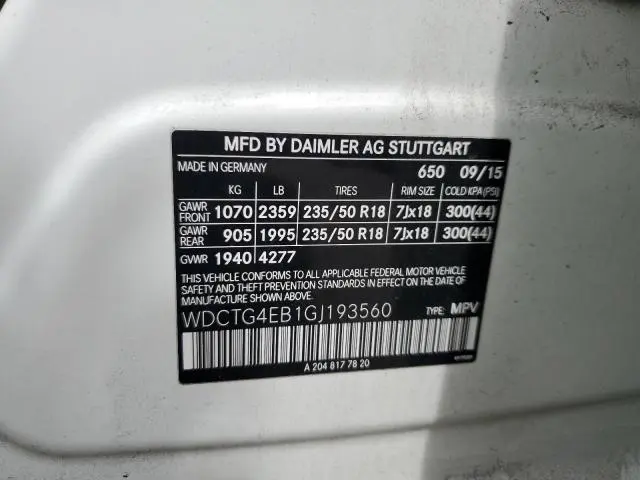 MFD BY DAIMLER AG STUTTGART
MADE IN GERMANY 650 09/15
KG LB TIRES RIM SIZE COLD KPA(PSI)
GAWR FRONT 1070 2359 235/50 R18 7Jx18 300(44)
GAWR REAR 905 1995 235/50 R18 7Jx18 300(44)
GVWR 1940 4277
THIS VEHICLE CONFORMS TO ALL APPLICABLE FEDERAL MOTOR VEHICLE
SAFETY AND THEFT PREVENTION STANDARDS IN EFFECT ON THE DATE OF
MANUFACTURE SHOWN ABOVE.
WDCTG4EB1GJ193560 TYPE: MPV
A 204 817 78 20